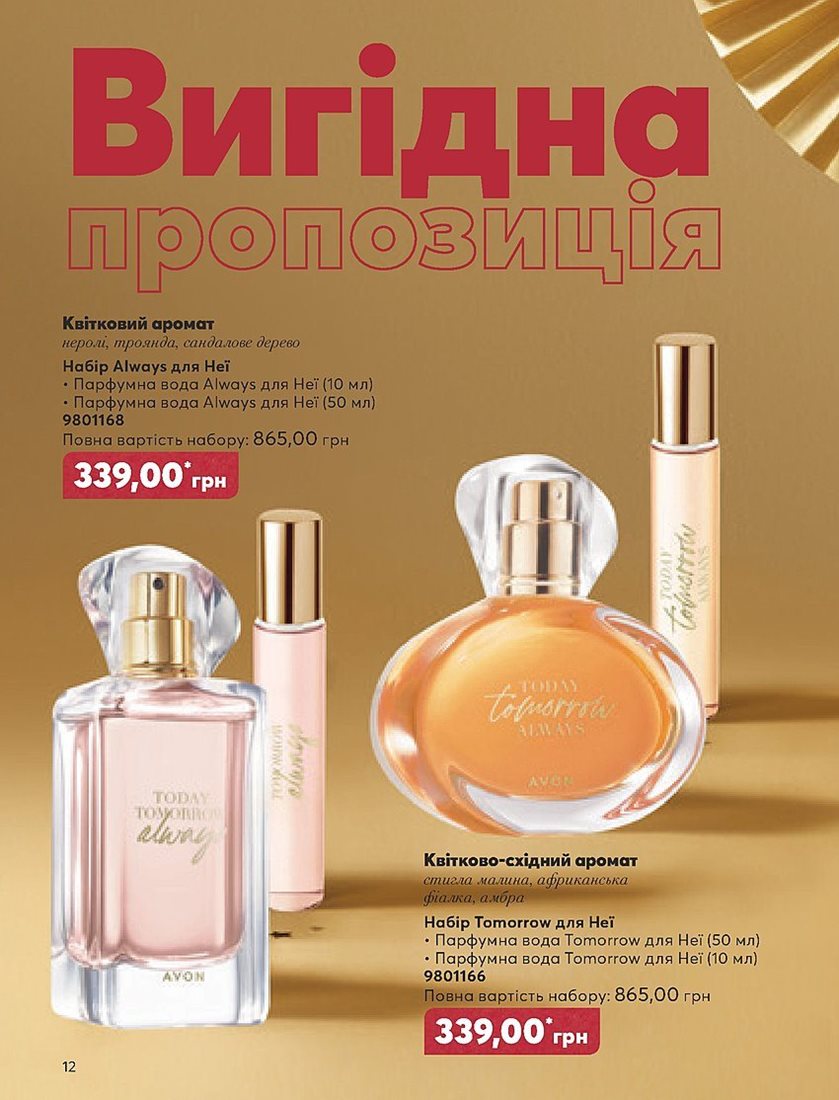 Вигідна
пропозиція
Квітковий аромат
неролі, троянда, сандалове дерево
Набір Always для Неї
• Парфумна вода Always для Неї (10 мл)
• Парфумна вода Always для Неї (50 мл)
9801168
Повна вартість набору: 865,00 грн
339,00* грн
TODAY
tomorrow
ALWAYS
TODAY
tomorrow
ALWAYS
AVON
TOMORROW
always
TODAY
TOMORROW
always
AVON
Квітково-східний аромат
стигла малина, африканська
фіалка, амбра
Набір Tomorrow для Неї
• Парфумна вода Tomorrow для Неї (50 мл)
• Парфумна вода Tomorrow для Неї (10 мл)
9801166
Повна вартість набору: 865,00 грн
339,00* грн
12